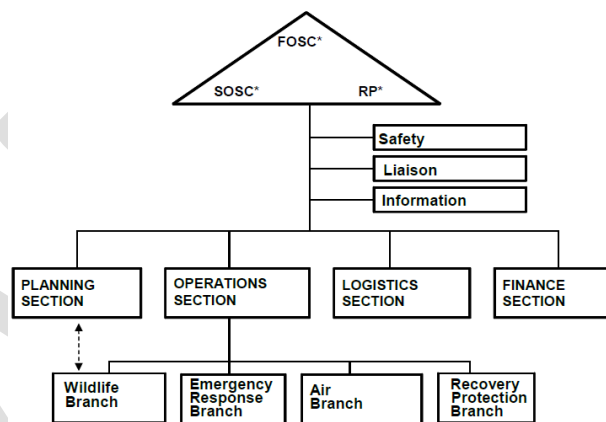 FOSC*
SOSC* RP*
Safety
Liaison
Information
PLANNING
SECTION
OPERATIONS
SECTION
LOGISTICS
SECTION
FINANCE
SECTION
Wildlife
Branch
Emergency
Response
Branch
Air
Branch
Recovery
Protection
Branch